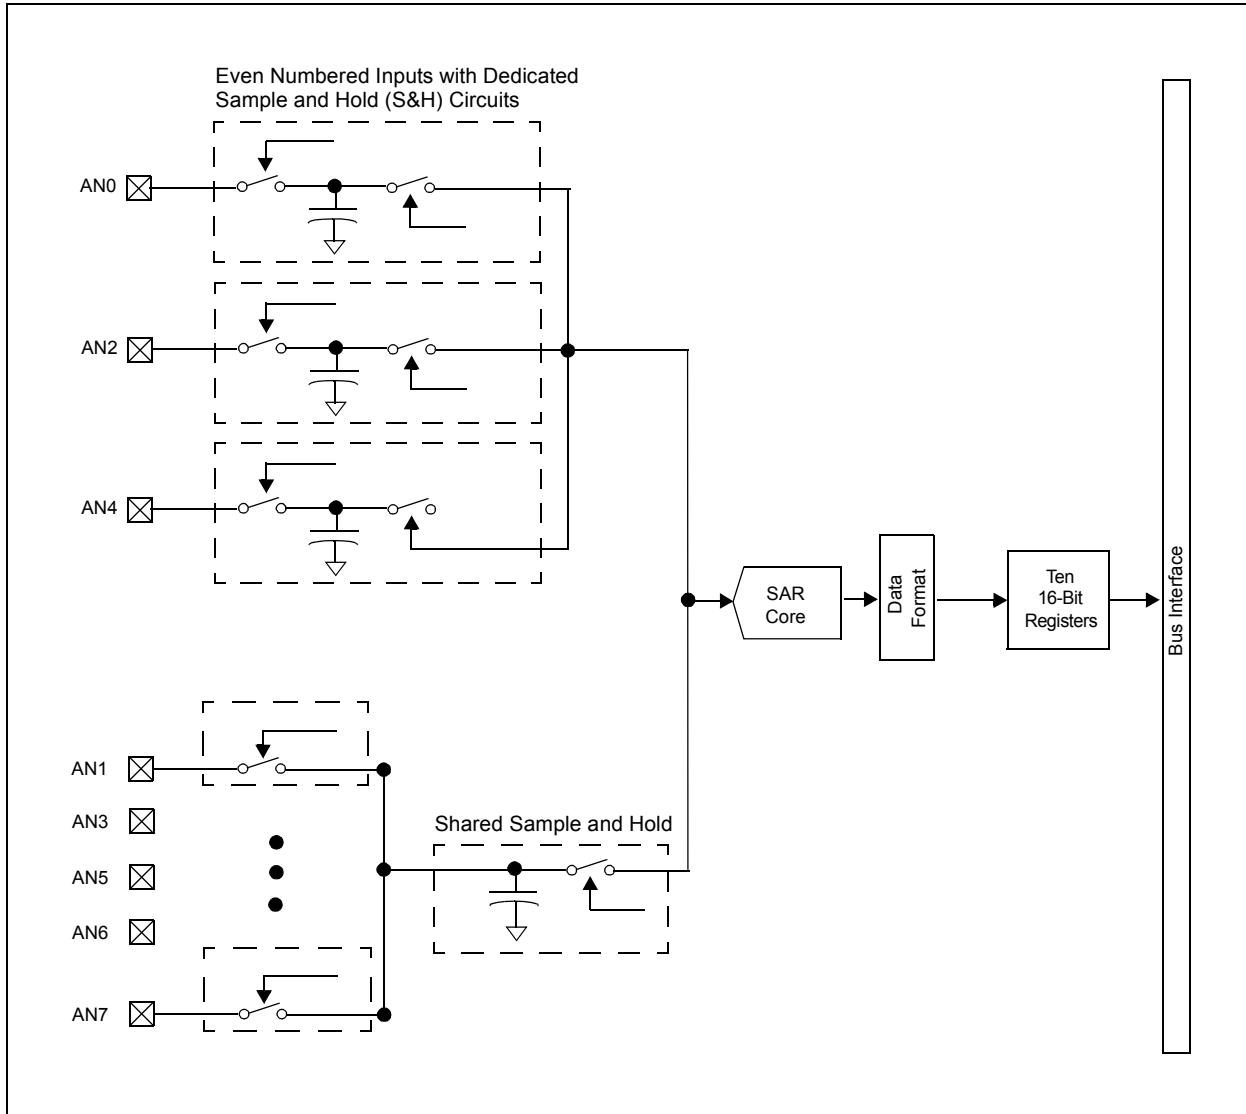 Even Numbered Inputs with Dedicated
Sample and Hold (S&H) Circuits
AN0
AN2
AN4
SAR
Core
Data
Format
Ten
16-Bit
Registers
Bus Interface
AN1
AN3
AN5
AN6
AN7
Shared Sample and Hold